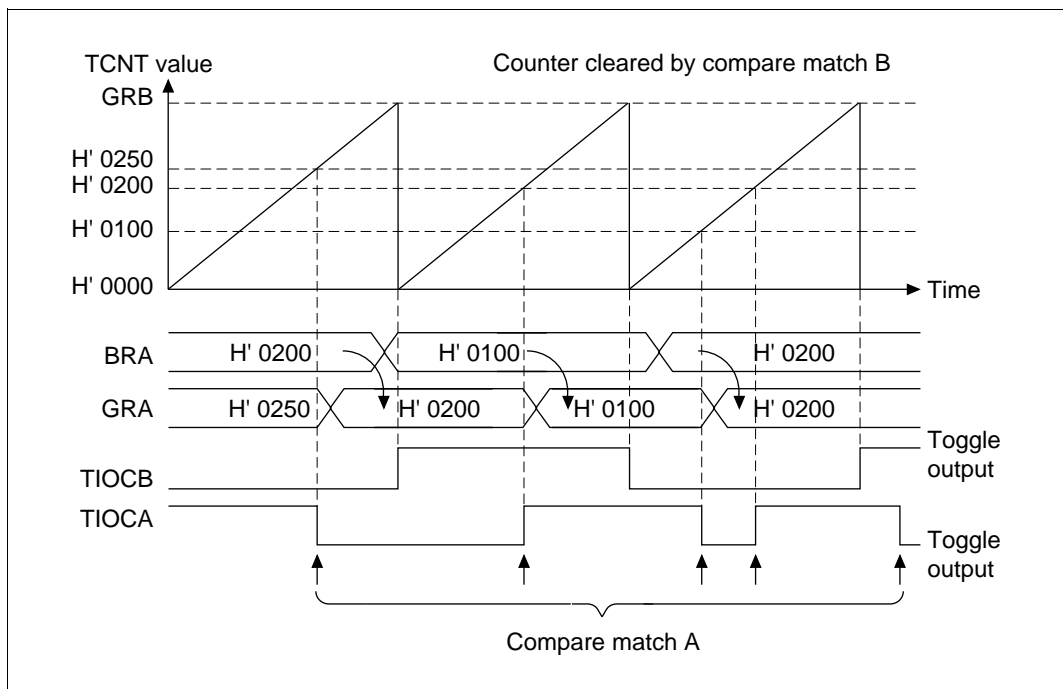 TCNT value
Counter cleared by compare match B
GRB
H' 0250
H' 0200
H' 0100
H' 0000
Time
BRA
H' 0200
H' 0100
H' 0200
GRA
H' 0250
H' 0200
H' 0100
H' 0200
TIOCB
Toggle
output
TIOCA
Toggle
output
Compare match A